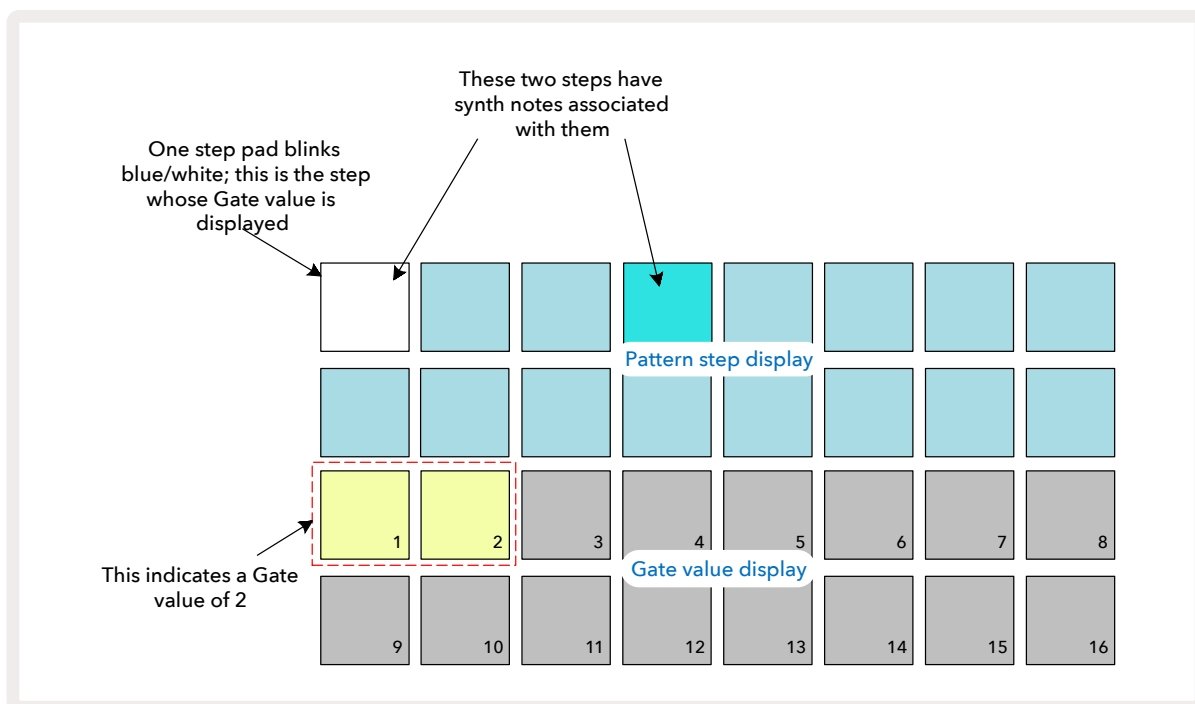 These two steps have
synth notes associated
with them
One step pad blinks
blue/white; this is the step
whose Gate value is
displayed
Pattern step display
1 2 3 4 5 6 7 8
This indicates a Gate
value of 2
Gate value display
9 10 11 12 13 14 15 16